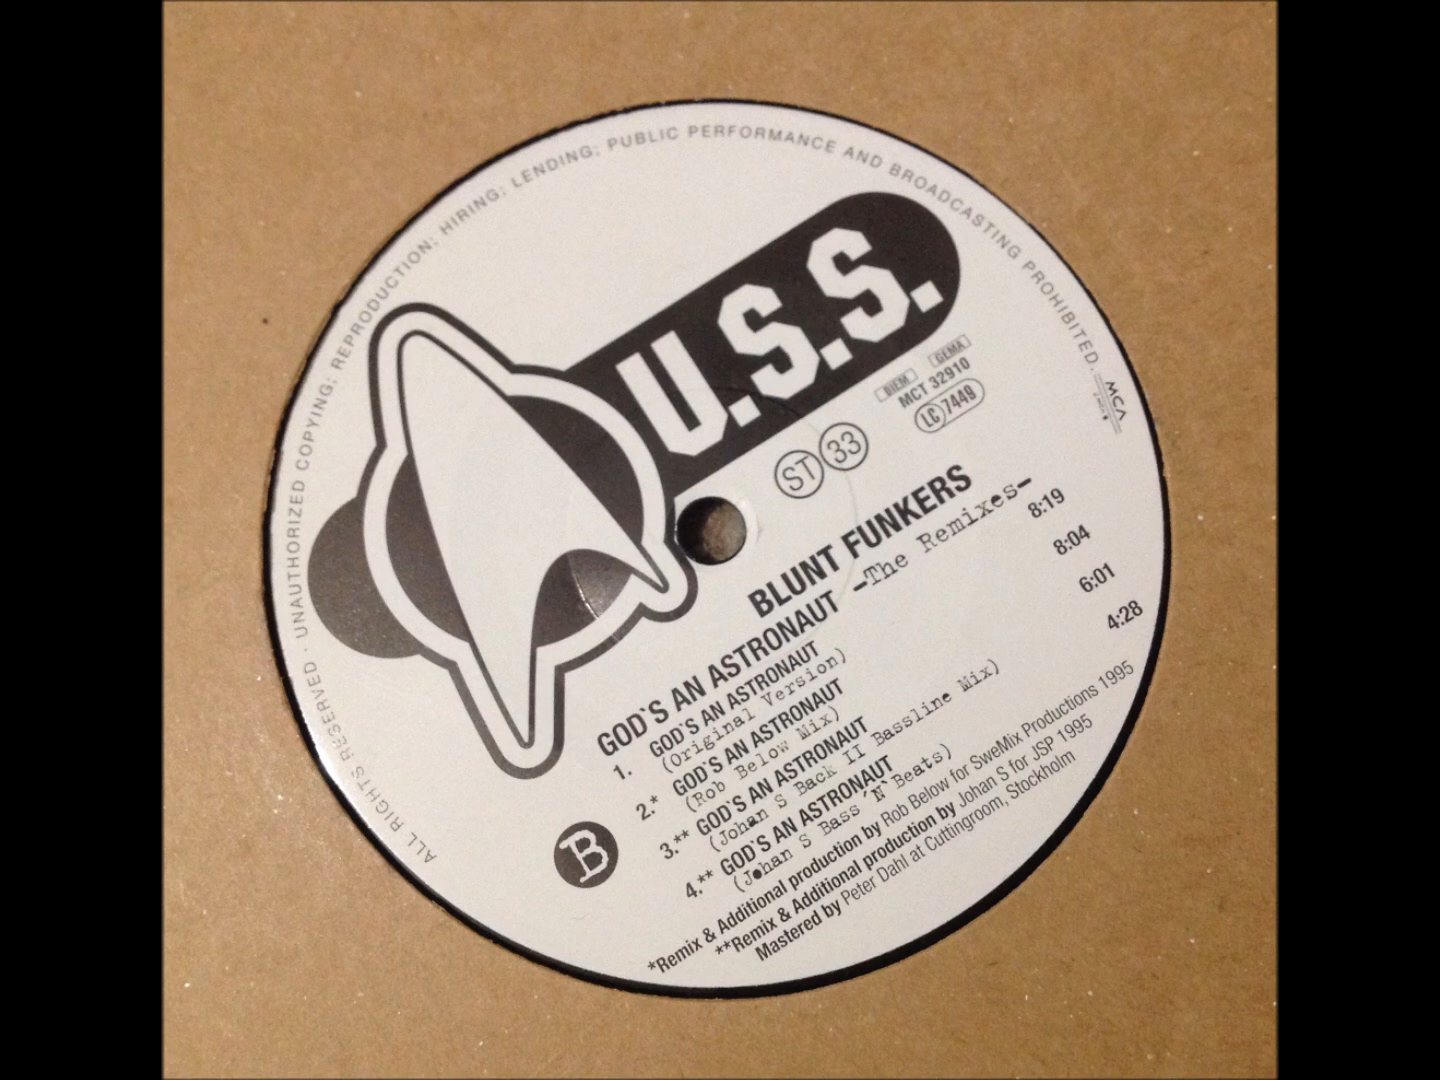 ALL RIGHTS RESERVED · UNAUTHORIZED COPYING; REPRODUCTION; HIRING; LENDING; PUBLIC PERFORMANCE AND BROADCASTING PROHIBITED.
MCA
U.S.S.
BIEM GEMA
MCT 32910
LC 7449
ST 33
BLUNT FUNKERS
GOD`S AN ASTRONAUT -The Remixes-
1. GOD`S AN ASTRONAUT 8:19
(Original Version)
2.* GOD`S AN ASTRONAUT 8:04
(Rob Below Mix)
3.** GOD`S AN ASTRONAUT 6:01
(Johan S Back II Bassline Mix)
4.** GOD`S AN ASTRONAUT 4:28
(Johan S Bass ´N` Beats)
B
*Remix & Additional production by Rob Below for SweMix Productions 1995
**Remix & Additional production by Johan S for JSP 1995
Mastered by Peter Dahl at Cuttingroom, Stockholm